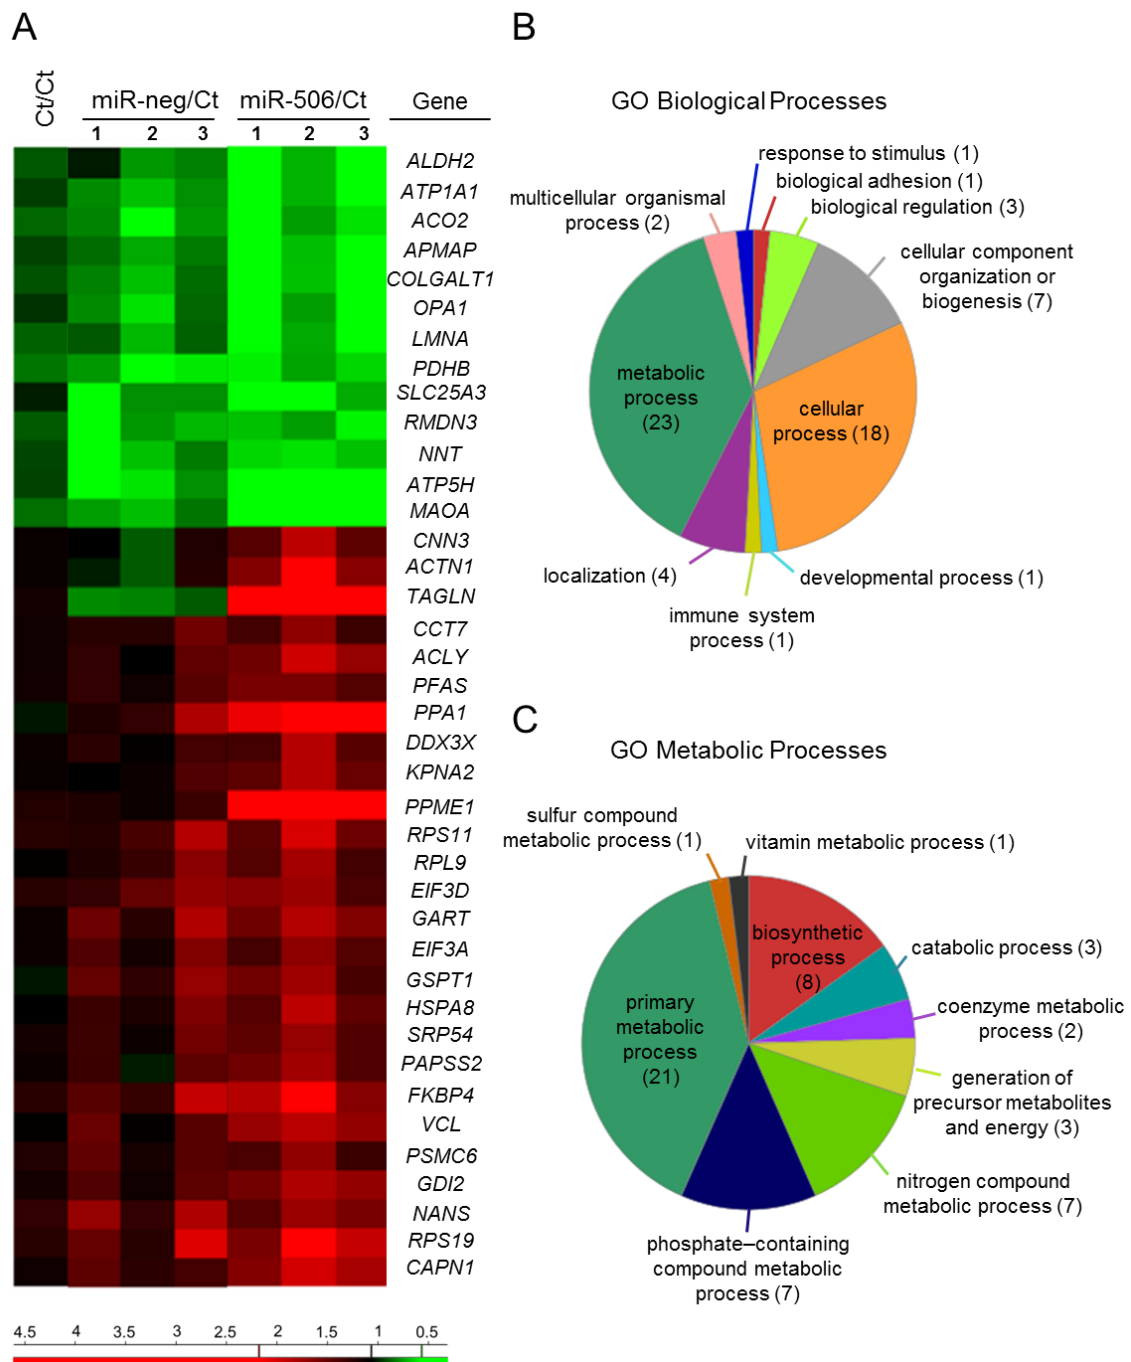 A
Ct/Ct
miR-neg/Ct
miR-506/Ct
Gene
1 2 3 1 2 3
ALDH2
ATP1A1
ACO2
APMAP
COLGALT1
OPA1
LMNA
PDHB
SLC25A3
RMDN3
NNT
ATP5H
MAOA
CNN3
ACTN1
TAGLN
CCT7
ACLY
PFAS
PPA1
DDX3X
KPNA2
PPME1
RPS11
RPL9
EIF3D
GART
EIF3A
GSPT1
HSPA8
SRP54
PAPSS2
FKBP4
VCL
PSMC6
GDI2
NANS
RPS19
CAPN1
4.5 4 3.5 3 2.5 2 1.5 1 0.5
B
GO Biological Processes
response to stimulus (1)
biological adhesion (1)
biological regulation (3)
cellular component
organization or
biogenesis (7)
cellular
process (18)
developmental process (1)
immune system
process (1)
localization (4)
metabolic
process
(23)
multicellular organismal
process (2)
C
GO Metabolic Processes
vitamin metabolic process (1)
biosynthetic
process
(8)
catabolic process (3)
coenzyme metabolic
process (2)
generation of
precursor metabolites
and energy (3)
nitrogen compound
metabolic process (7)
phosphate–containing
compound metabolic
process (7)
primary
metabolic
process
(21)
sulfur compound
metabolic process (1)